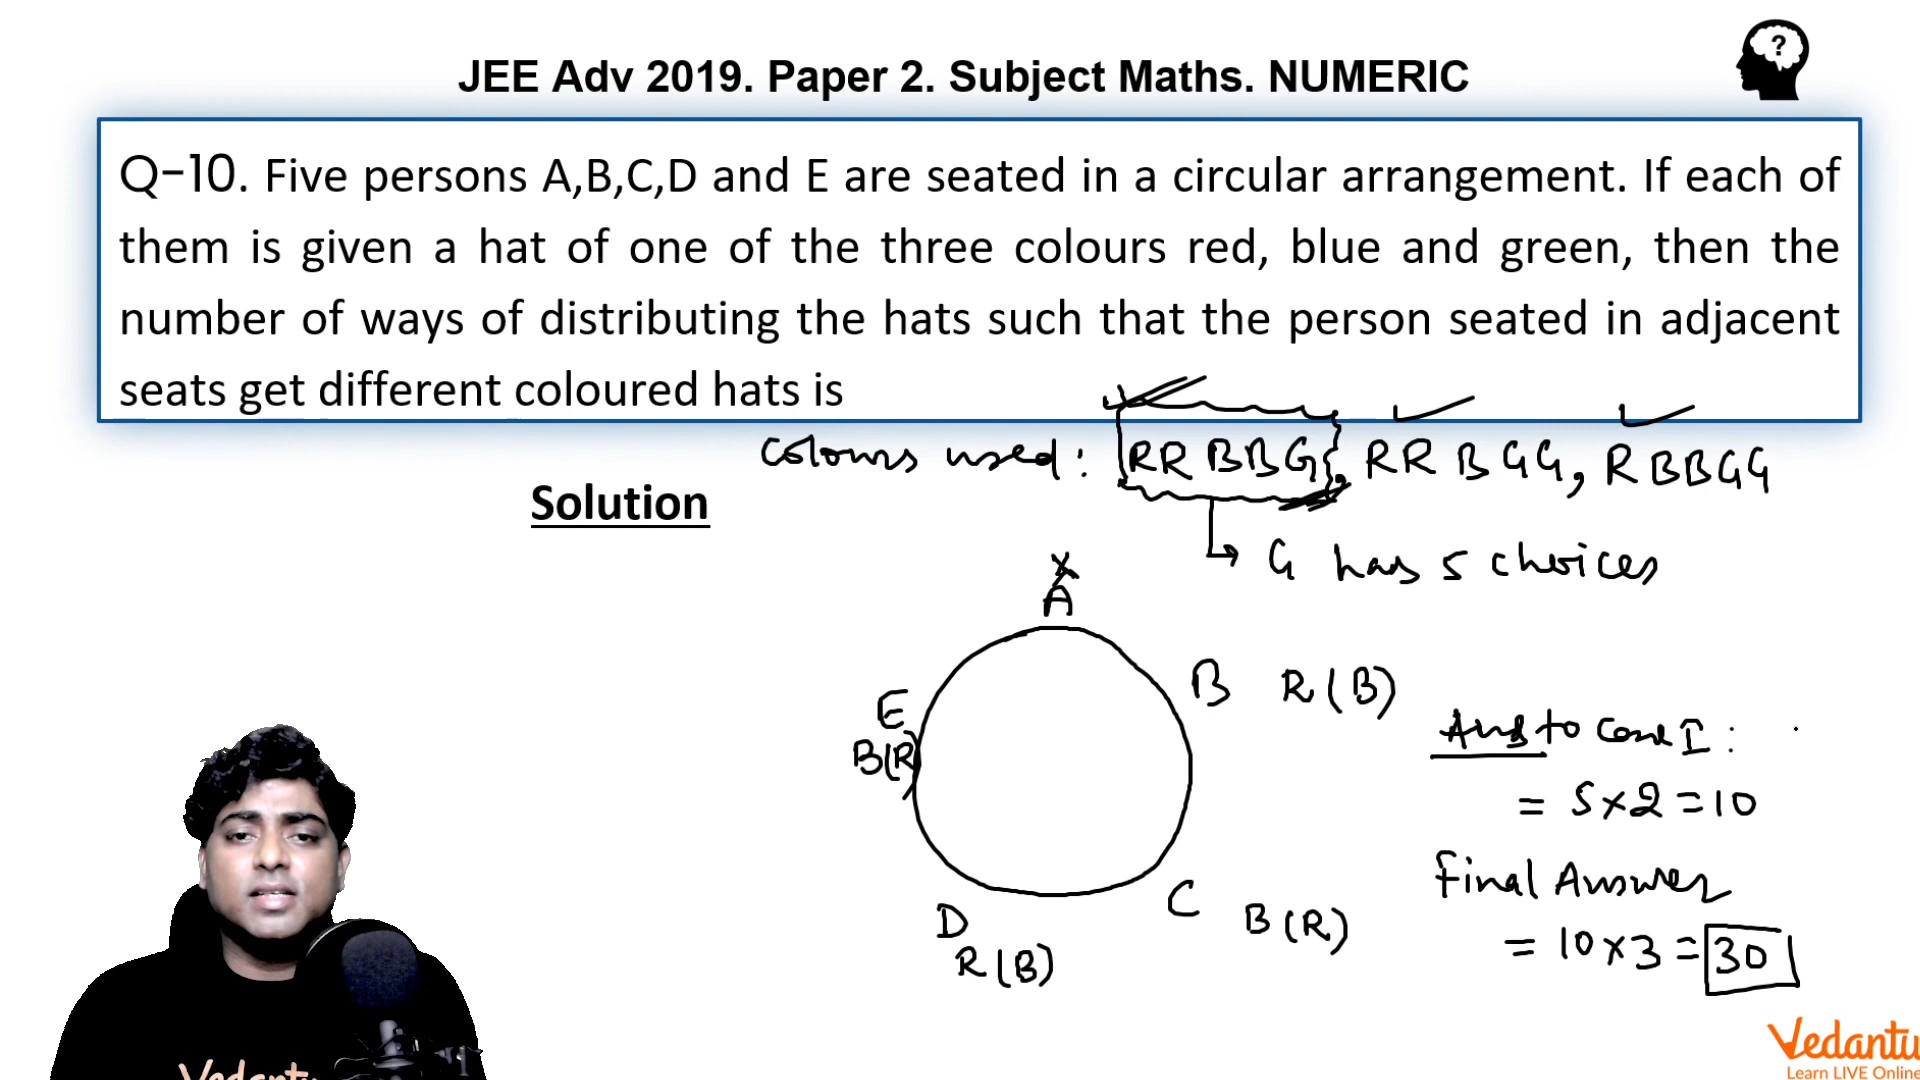 ?
JEE Adv 2019. Paper 2. Subject Maths. NUMERIC
Q-10. Five persons A,B,C,D and E are seated in a circular arrangement. If each of
them is given a hat of one of the three colours red, blue and green, then the
number of ways of distributing the hats such that the person seated in adjacent
seats get different coloured hats is
Colours used: RRBBG, RRBGG, RBBGG
Solution
G has 5 choices
A
B R(B)
E
B(R)
Ans to Case I:
= 5x2=10
C B(R)
D
R(B)
Final Answer
= 10x3=30
Vedantu
Learn LIVE Online
Vedantu